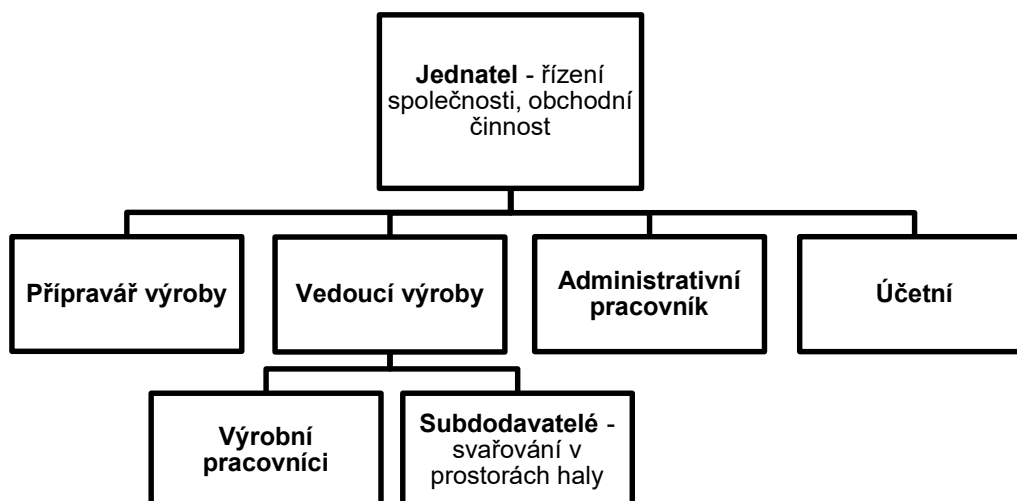 Jednatel - řízení
společnosti, obchodní
činnost
Přípravář výroby
Vedoucí výroby
Administrativní
pracovník
Účetní
Výrobní
pracovníci
Subdodavatelé -
svařování v
prostorách haly